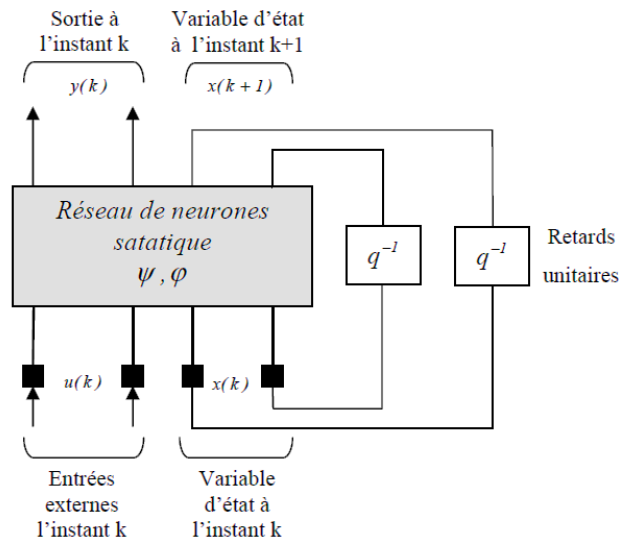 Sortie à
l'instant k
y(k)
Variable d'état
à l'instant k+1
x(k+1)
Réseau de neurones
satatique
ψ , φ
q⁻¹
q⁻¹
Retards
unitaires
u(k)
x(k)
Entrées
externes
l'instant k
Variable
d'état à
l'instant k